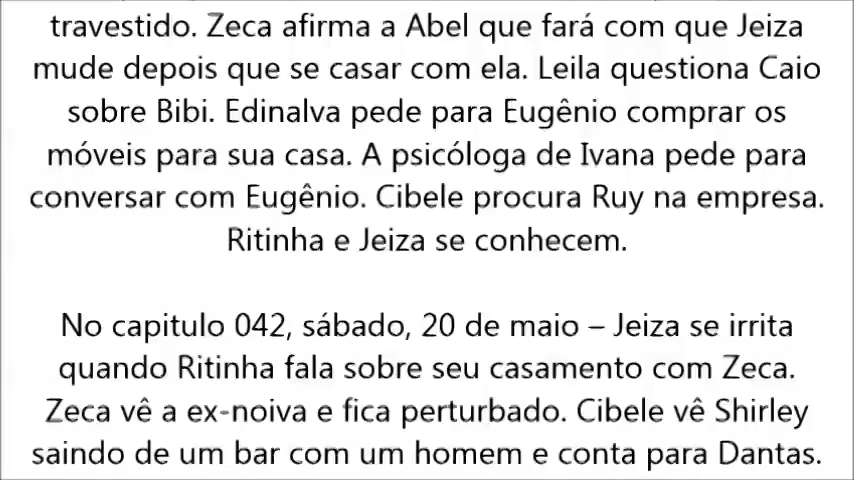 travestido. Zeca afirma a Abel que fará com que Jeiza
mude depois que se casar com ela. Leila questiona Caio
sobre Bibi. Edinalva pede para Eugênio comprar os
móveis para sua casa. A psicóloga de Ivana pede para
conversar com Eugênio. Cibele procura Ruy na empresa.
Ritinha e Jeiza se conhecem.
No capitulo 042, sábado, 20 de maio – Jeiza se irrita
quando Ritinha fala sobre seu casamento com Zeca.
Zeca vê a ex-noiva e fica perturbado. Cibele vê Shirley
saindo de um bar com um homem e conta para Dantas.